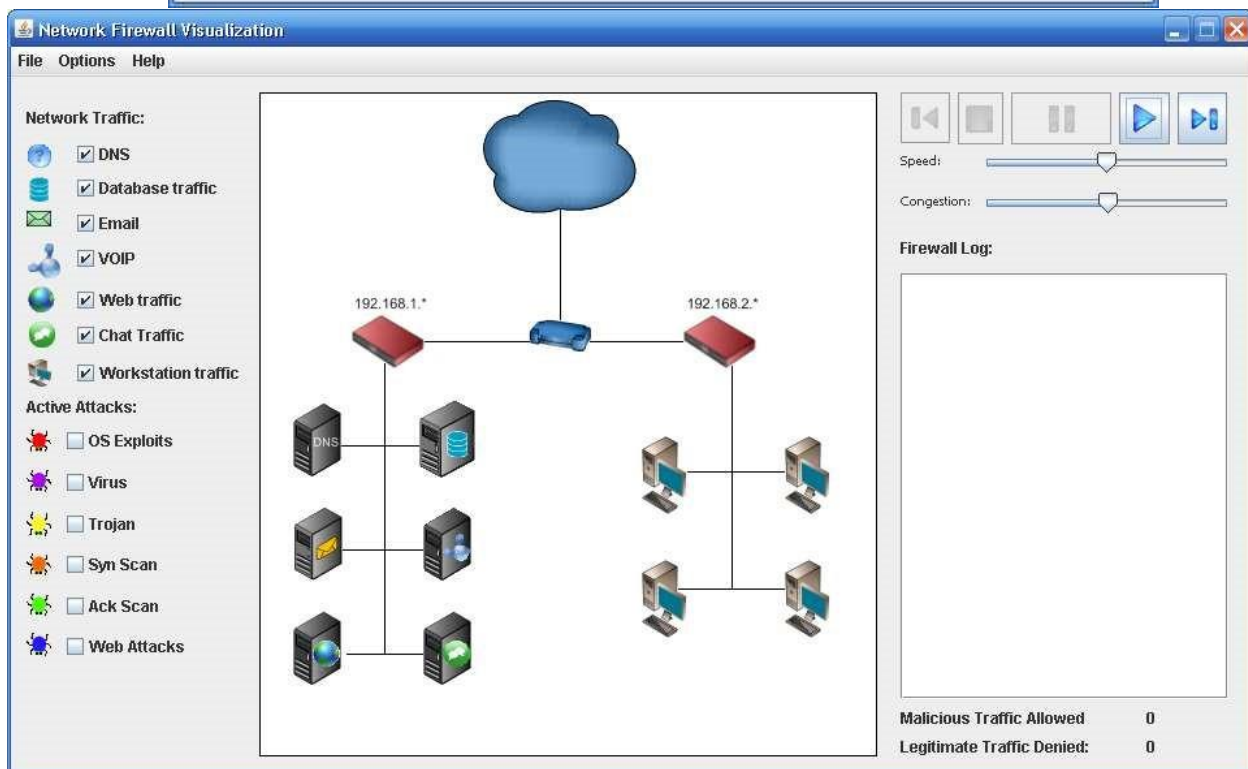 Network Firewall Visualization
File Options Help
Network Traffic:
DNS
Database traffic
Email
VOIP
Web traffic
Chat Traffic
Workstation traffic
Active Attacks:
OS Exploits
Virus
Trojan
Syn Scan
Ack Scan
Web Attacks
192.168.1.*
192.168.2.*
DNS
Speed:
Congestion:
Firewall Log:
Malicious Traffic Allowed 0
Legitimate Traffic Denied: 0